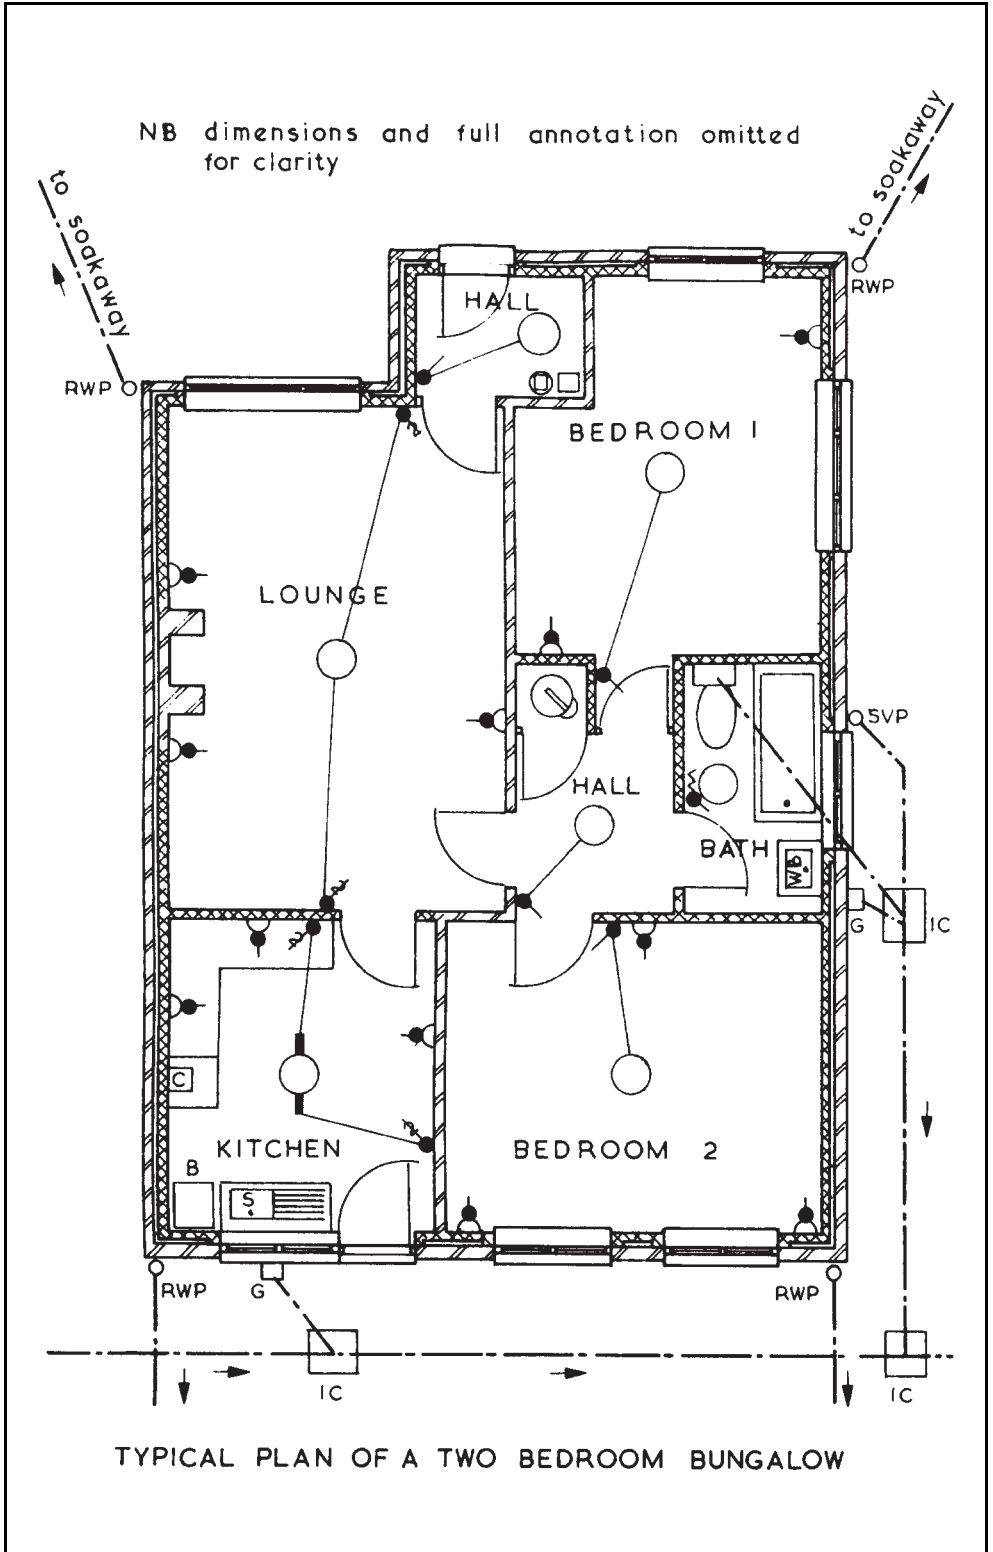 NB dimensions and full annotation omitted
for clarity
to soakaway
to soakaway
RWP
RWP
HALL
BEDROOM 1
LOUNGE
SVP
HALL
BATH
WB
G
IC
C
KITCHEN
BEDROOM 2
B
S
RWP
G
RWP
IC
IC
TYPICAL PLAN OF A TWO BEDROOM BUNGALOW